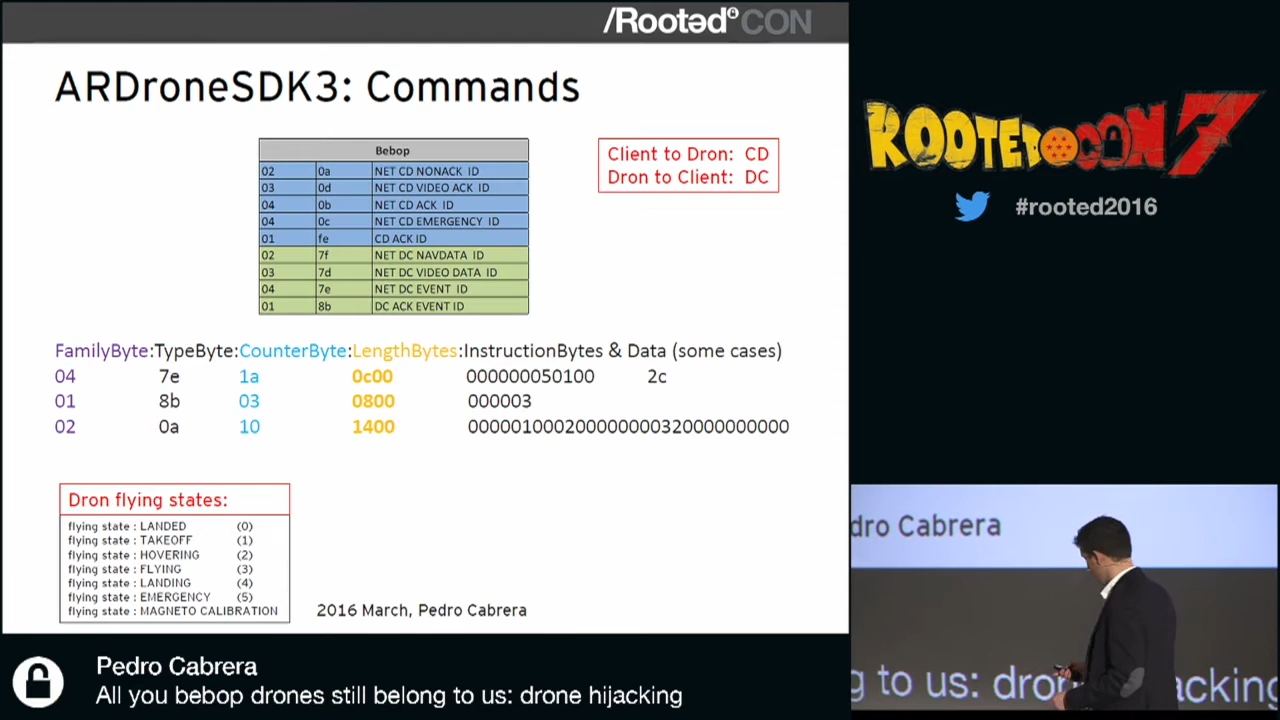 /Rootəd CON
ARDroneSDK3: Commands
Bebop
02 0a NET CD NONACK ID
03 0d NET CD VIDEO ACK ID
04 0b NET CD ACK ID
04 0c NET CD EMERGENCY ID
01 fe CD ACK ID
02 7f NET DC NAVDATA ID
03 7d NET DC VIDEO DATA ID
04 7e NET DC EVENT ID
01 8b DC ACK EVENT ID
Client to Dron: CD
Dron to Client: DC
FamilyByte:TypeByte:CounterByte:LengthBytes:InstructionBytes & Data (some cases)
04 7e 1a 0c00 000000050100 2c
01 8b 03 0800 000003
02 0a 10 1400 00000100020000000032000000000
Dron flying states:
flying state : LANDED (0)
flying state : TAKEOFF (1)
flying state : HOVERING (2)
flying state : FLYING (3)
flying state : LANDING (4)
flying state : EMERGENCY (5)
flying state : MAGNETO CALIBRATION
2016 March, Pedro Cabrera
ROOTEDCON 7
#rooted2016
dro Cabrera
g to us: dro acking
Pedro Cabrera
All you bebop drones still belong to us: drone hijacking